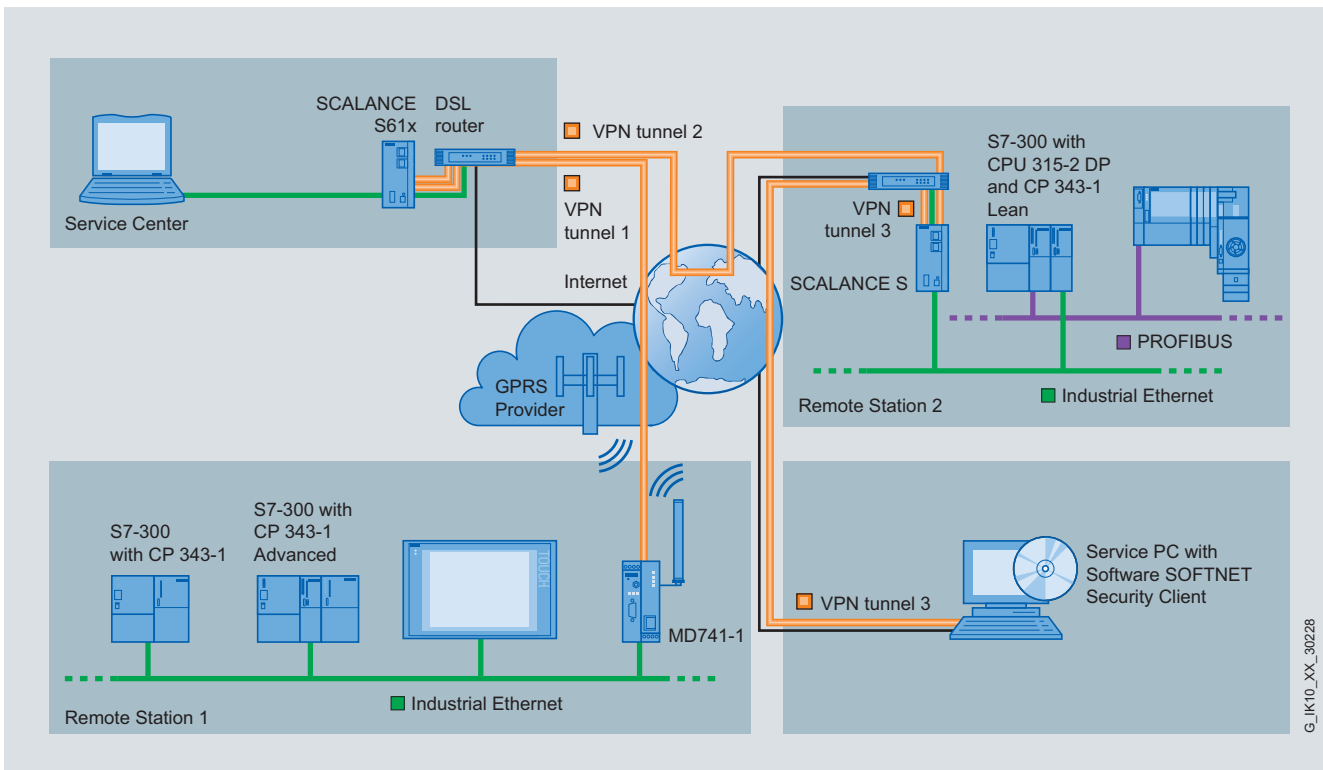 SCALANCE
S61x
DSL
router
Service Center
VPN tunnel 2
VPN
tunnel 1
Internet
GPRS
Provider
S7-300 with
CPU 315-2 DP
and CP 343-1
Lean
VPN
tunnel 3
SCALANCE S
PROFIBUS
Industrial Ethernet
Remote Station 2
S7-300
with CP 343-1
S7-300 with
CP 343-1
Advanced
TOUCH
MD741-1
Industrial Ethernet
Remote Station 1
VPN tunnel 3
Service PC with
Software SOFTNET
Security Client
G_IK10_XX_30228